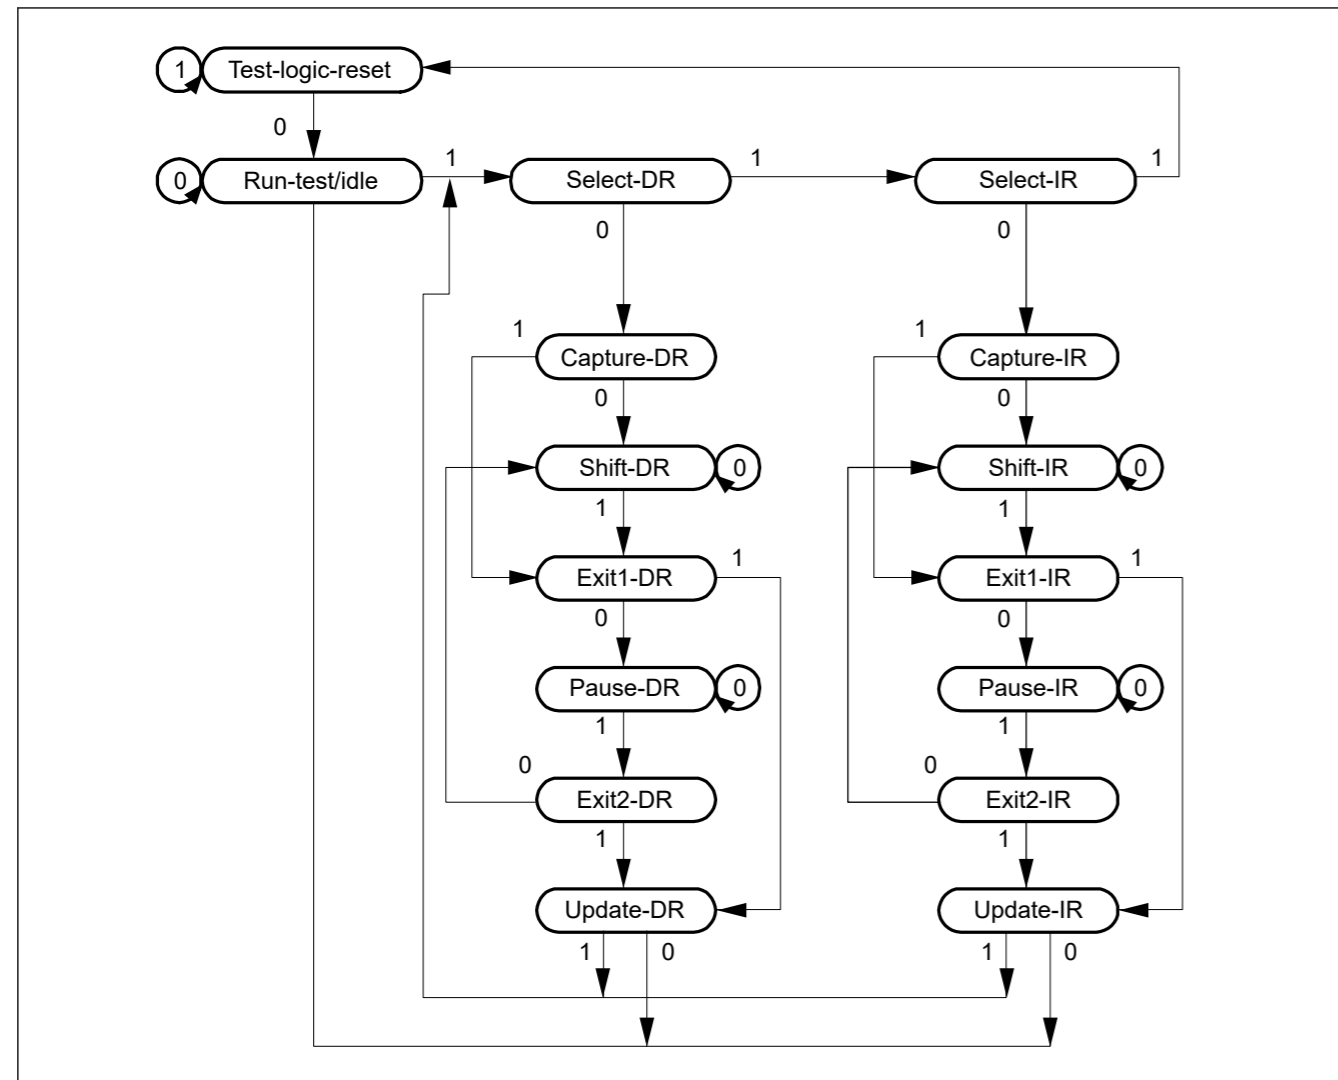 1 Test-logic-reset
0
0 Run-test/idle 1 Select-DR 1 Select-IR 1
0 0
1 1
Capture-DR Capture-IR
0 0
Shift-DR 0 Shift-IR 0
1 1
Exit1-DR 1 Exit1-IR 1
0 0
Pause-DR 0 Pause-IR 0
1 1
0 0
Exit2-DR Exit2-IR
1 1
Update-DR Update-IR
1 0 1 0